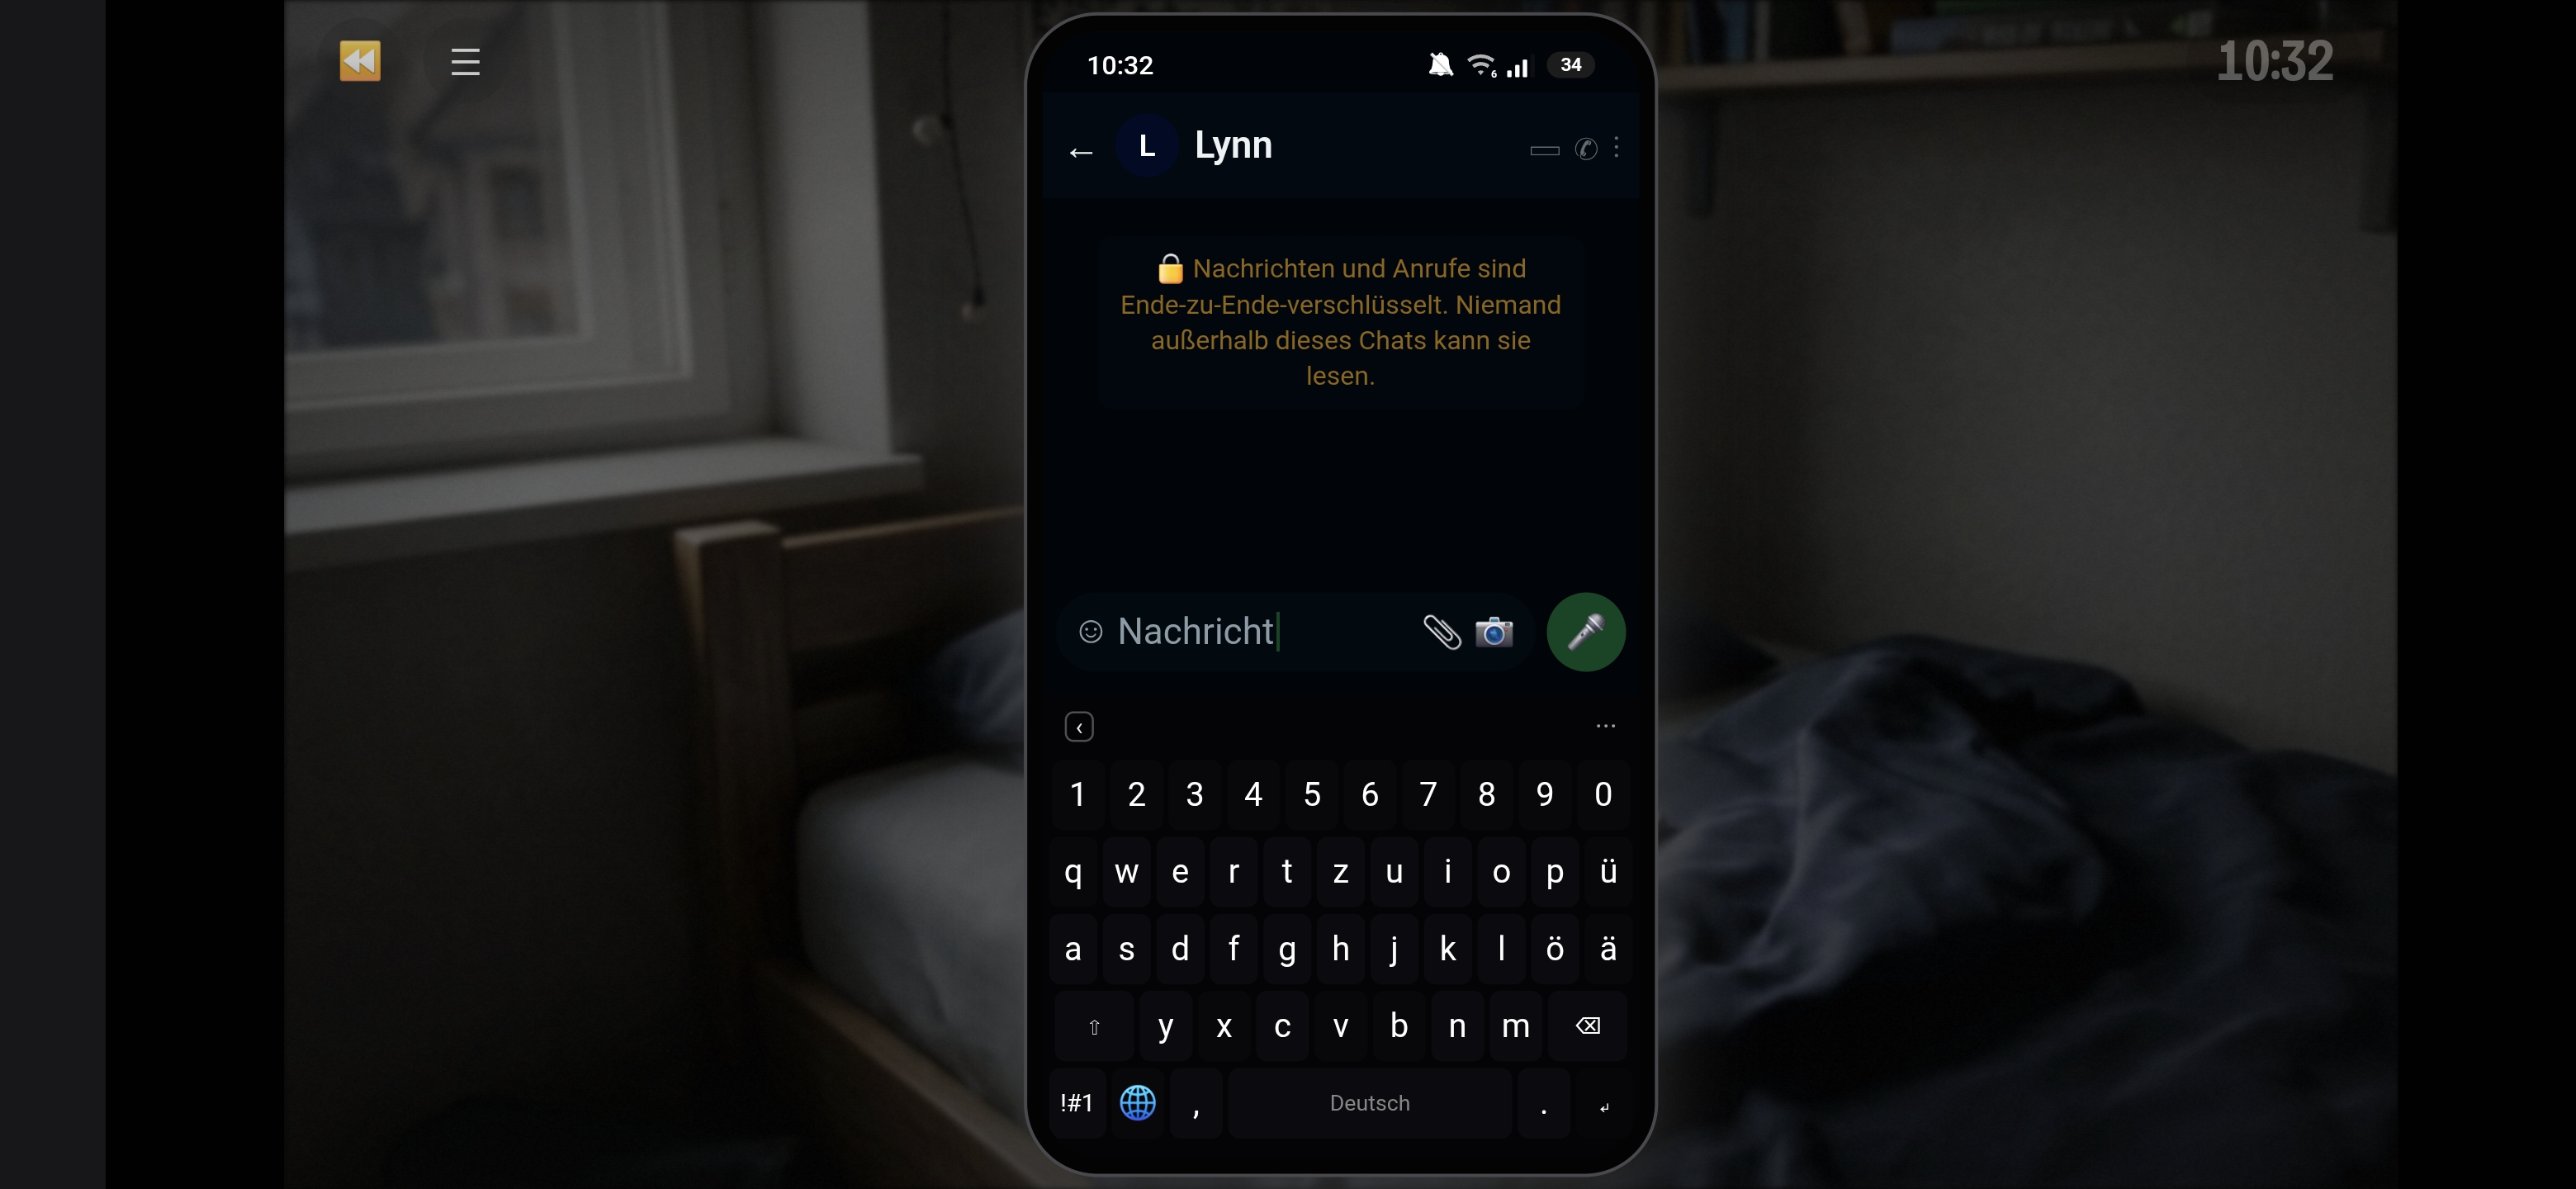 10:32
10:32
6
34
L
Lynn
Nachrichten und Anrufe sind
Ende-zu-Ende-verschlüsselt. Niemand
außerhalb dieses Chats kann sie
lesen.
Nachricht
1 2 3 4 5 6 7 8 9 0
q w e r t z u i o p ü
a s d f g h j k l ö ä
y x c v b n m
!#1 , Deutsch .